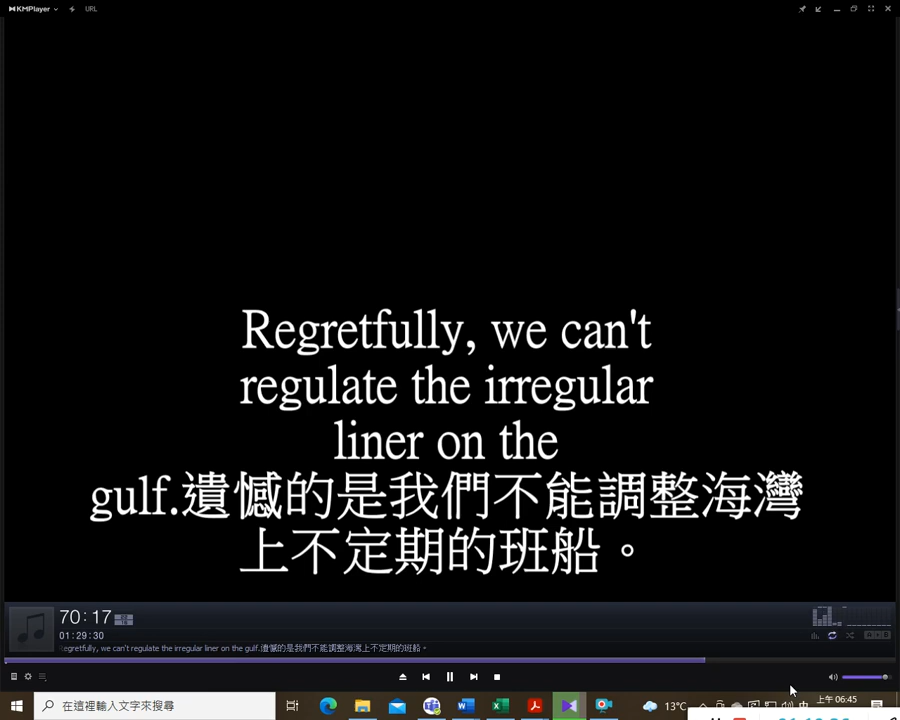 KMPlayer URL
Regretfully, we can't
regulate the irregular
liner on the
gulf.遺憾的是我們不能調整海灣
上不定期的班船。
70:17
01:29:30
egretfully, we can't regulate the irregular liner on the gulf.遺憾的是我們不能調整海灣上不定期的班船。
在這裡輸入文字來搜尋
13°C
上午 06:45